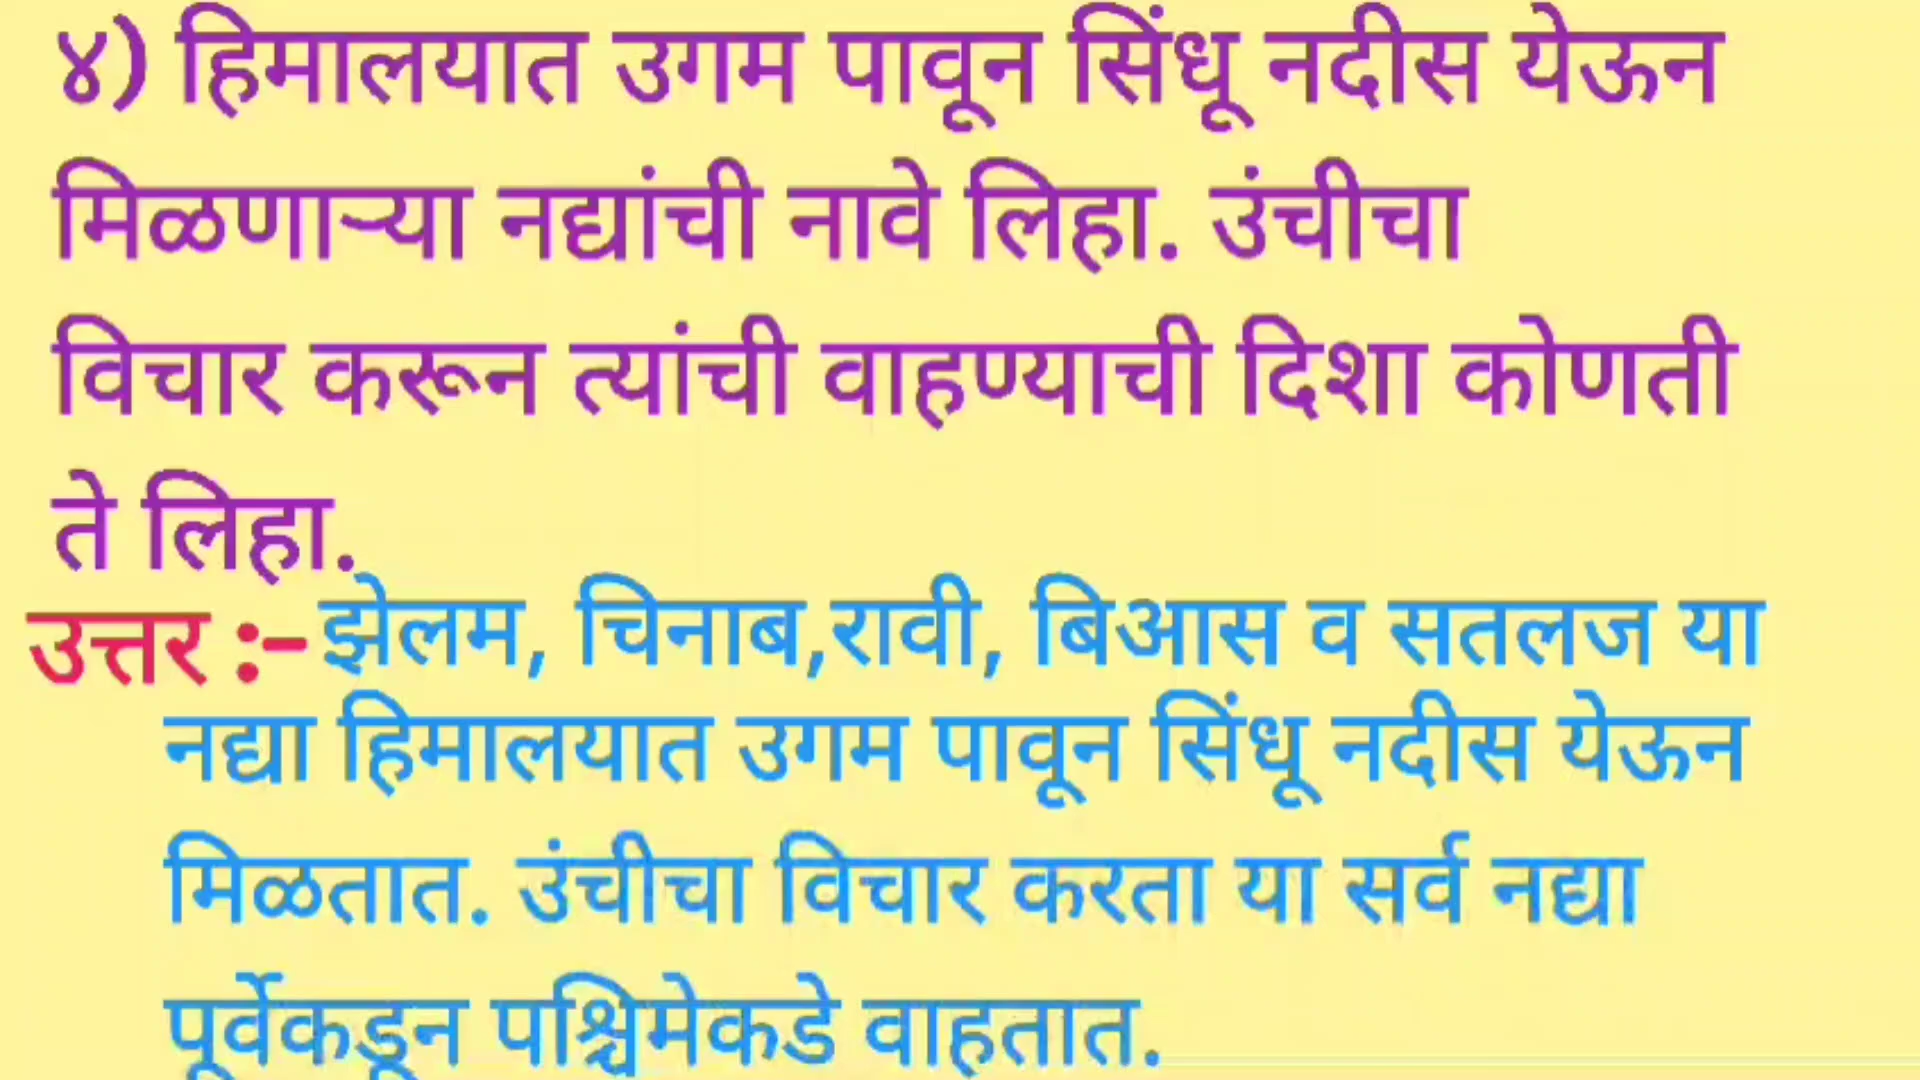 ४) हिमालयात उगम पावून सिंधू नदीस येऊन
मिळणाऱ्या नद्यांची नावे लिहा. उंचीचा
विचार करून त्यांची वाहण्याची दिशा कोणती
ते लिहा.
उत्तर :- झेलम, चिनाब,रावी, बिआस व सतलज या
नद्या हिमालयात उगम पावून सिंधू नदीस येऊन
मिळतात. उंचीचा विचार करता या सर्व नद्या
पूर्वेकडून पश्चिमेकडे वाहतात.